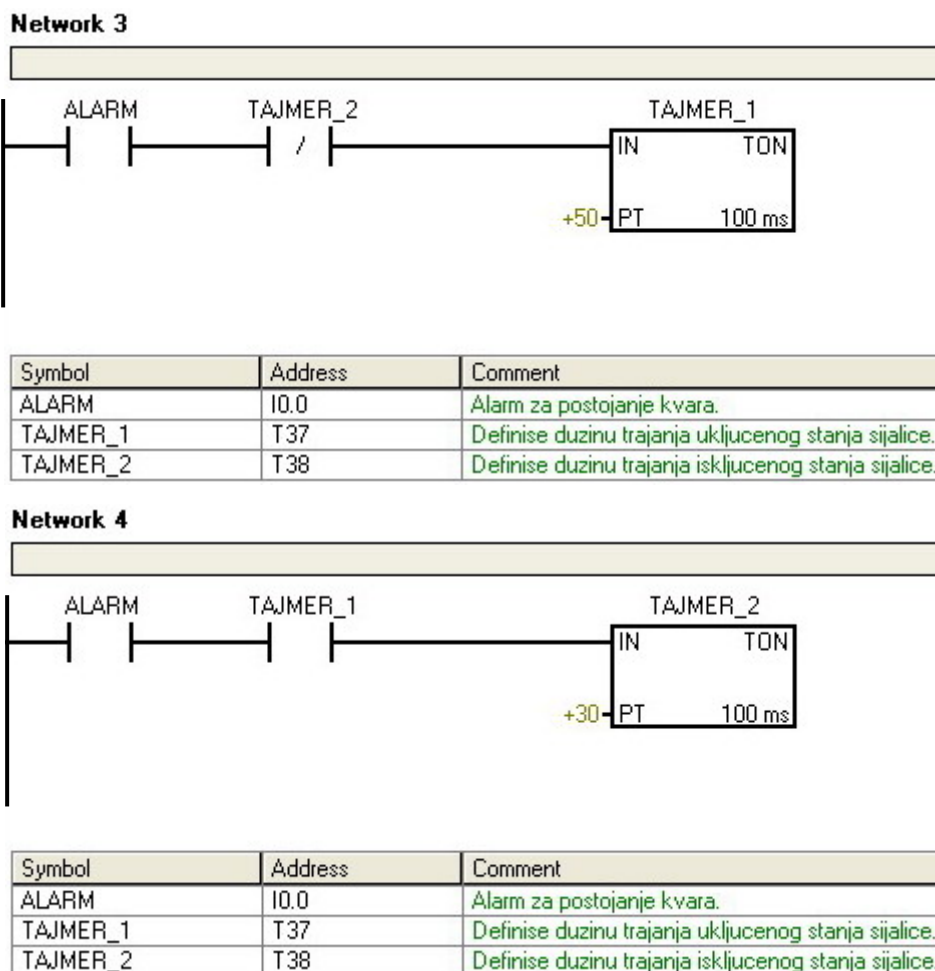 Network 3
ALARM TAJMER_2 TAJMER_1
/ IN TON
+50 PT 100 ms
Symbol Address Comment
ALARM I0.0 Alarm za postojanje kvara.
TAJMER_1 T37 Definise duzinu trajanja ukljucenog stanja sijalice.
TAJMER_2 T38 Definise duzinu trajanja iskljucenog stanja sijalice.
Network 4
ALARM TAJMER_1 TAJMER_2
IN TON
+30 PT 100 ms
Symbol Address Comment
ALARM I0.0 Alarm za postojanje kvara.
TAJMER_1 T37 Definise duzinu trajanja ukljucenog stanja sijalice.
TAJMER_2 T38 Definise duzinu trajanja iskljucenog stanja sijalice